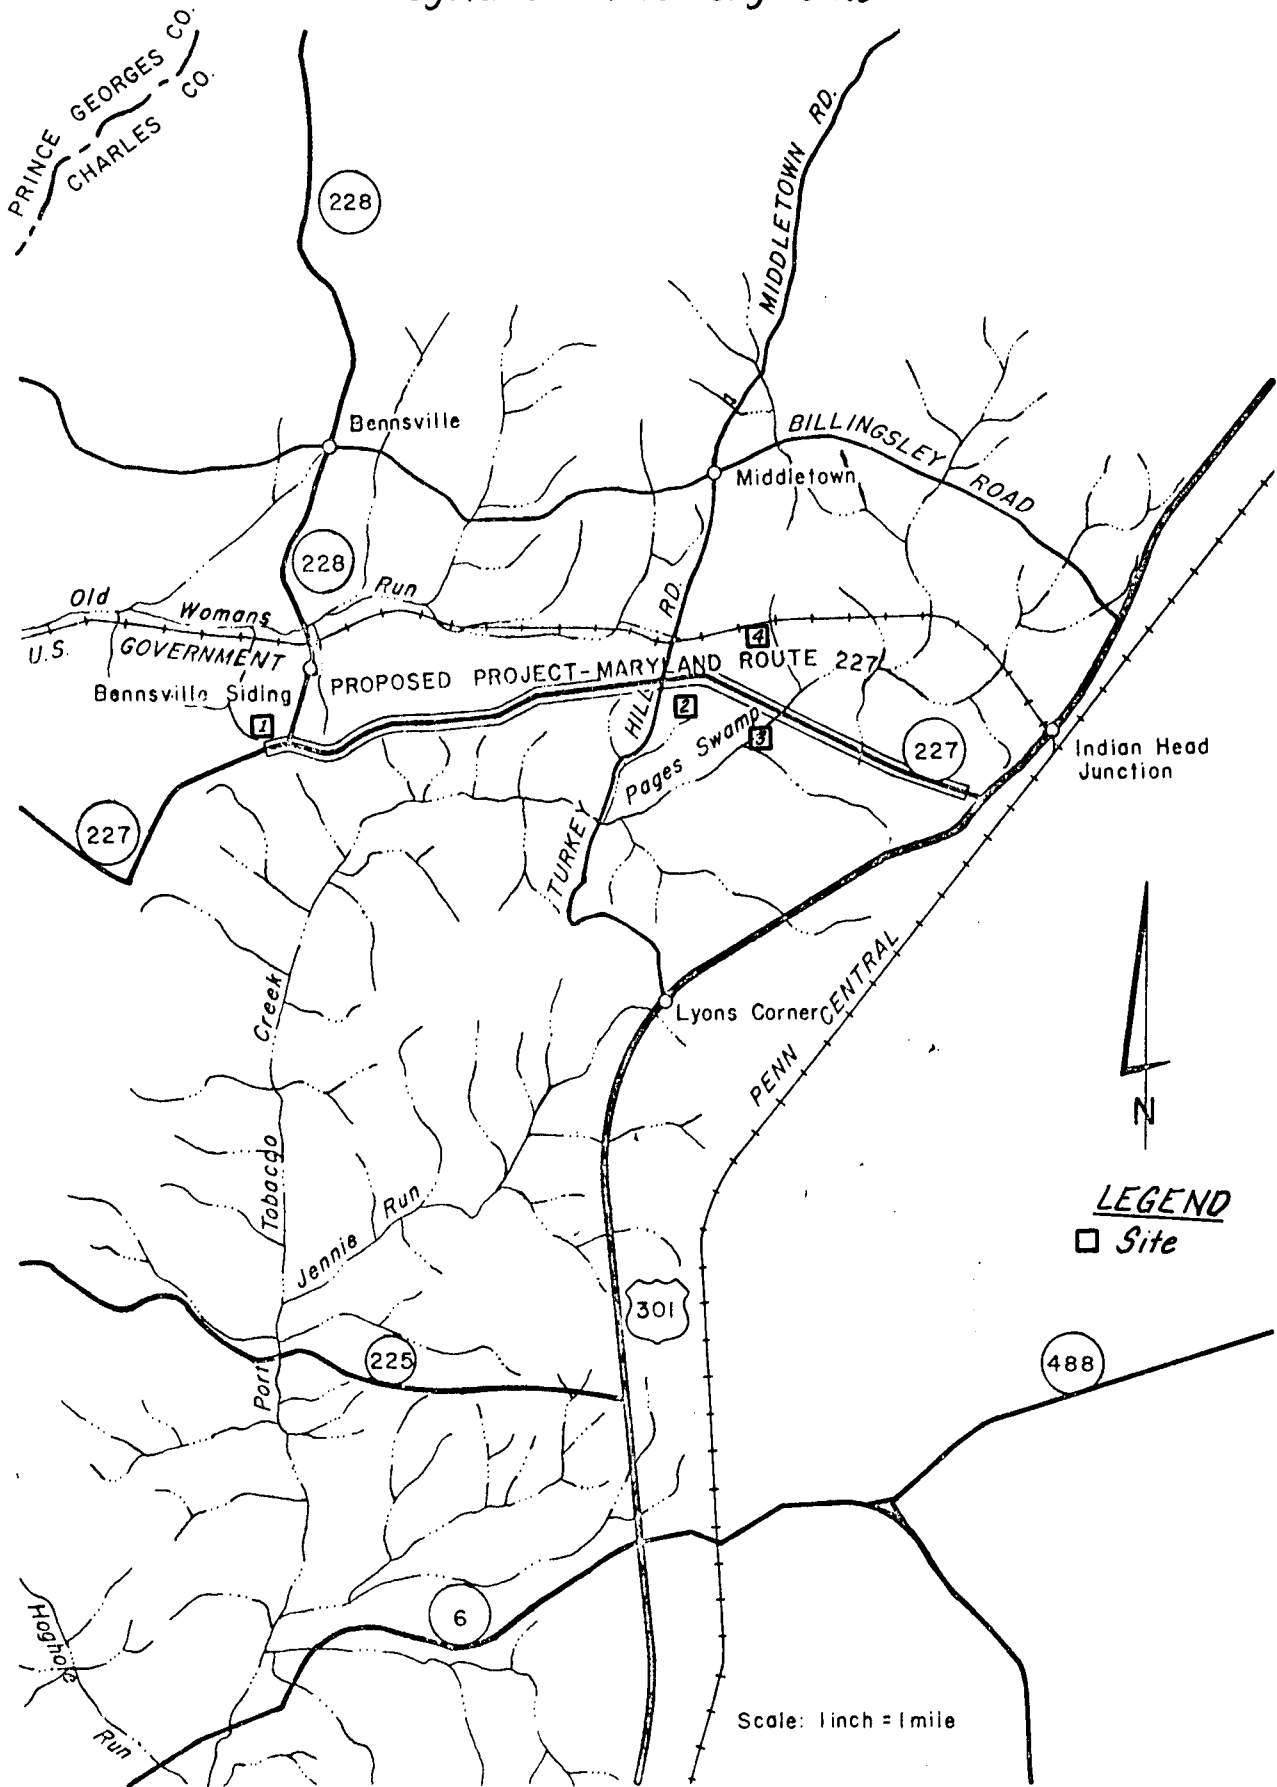 PRINCE GEORGES CO.
CHARLES CO.
228
MIDDLETOWN RD.
Bennsville
BILLINGSLEY ROAD
Middletown
228
Old Womans Run
U.S. GOVERNMENT
TURKEY HILL RD.
4
PROPOSED PROJECT-MARYLAND ROUTE 227
Bennsville Siding
1
2
3
Pages Swamp
227
Indian Head
Junction
227
PENN CENTRAL
Lyons Corner
N
Port Tobacco Creek
Jennie Run
LEGEND
Site
301
225
488
6
Hoghole Run
Scale: 1 inch = 1 mile